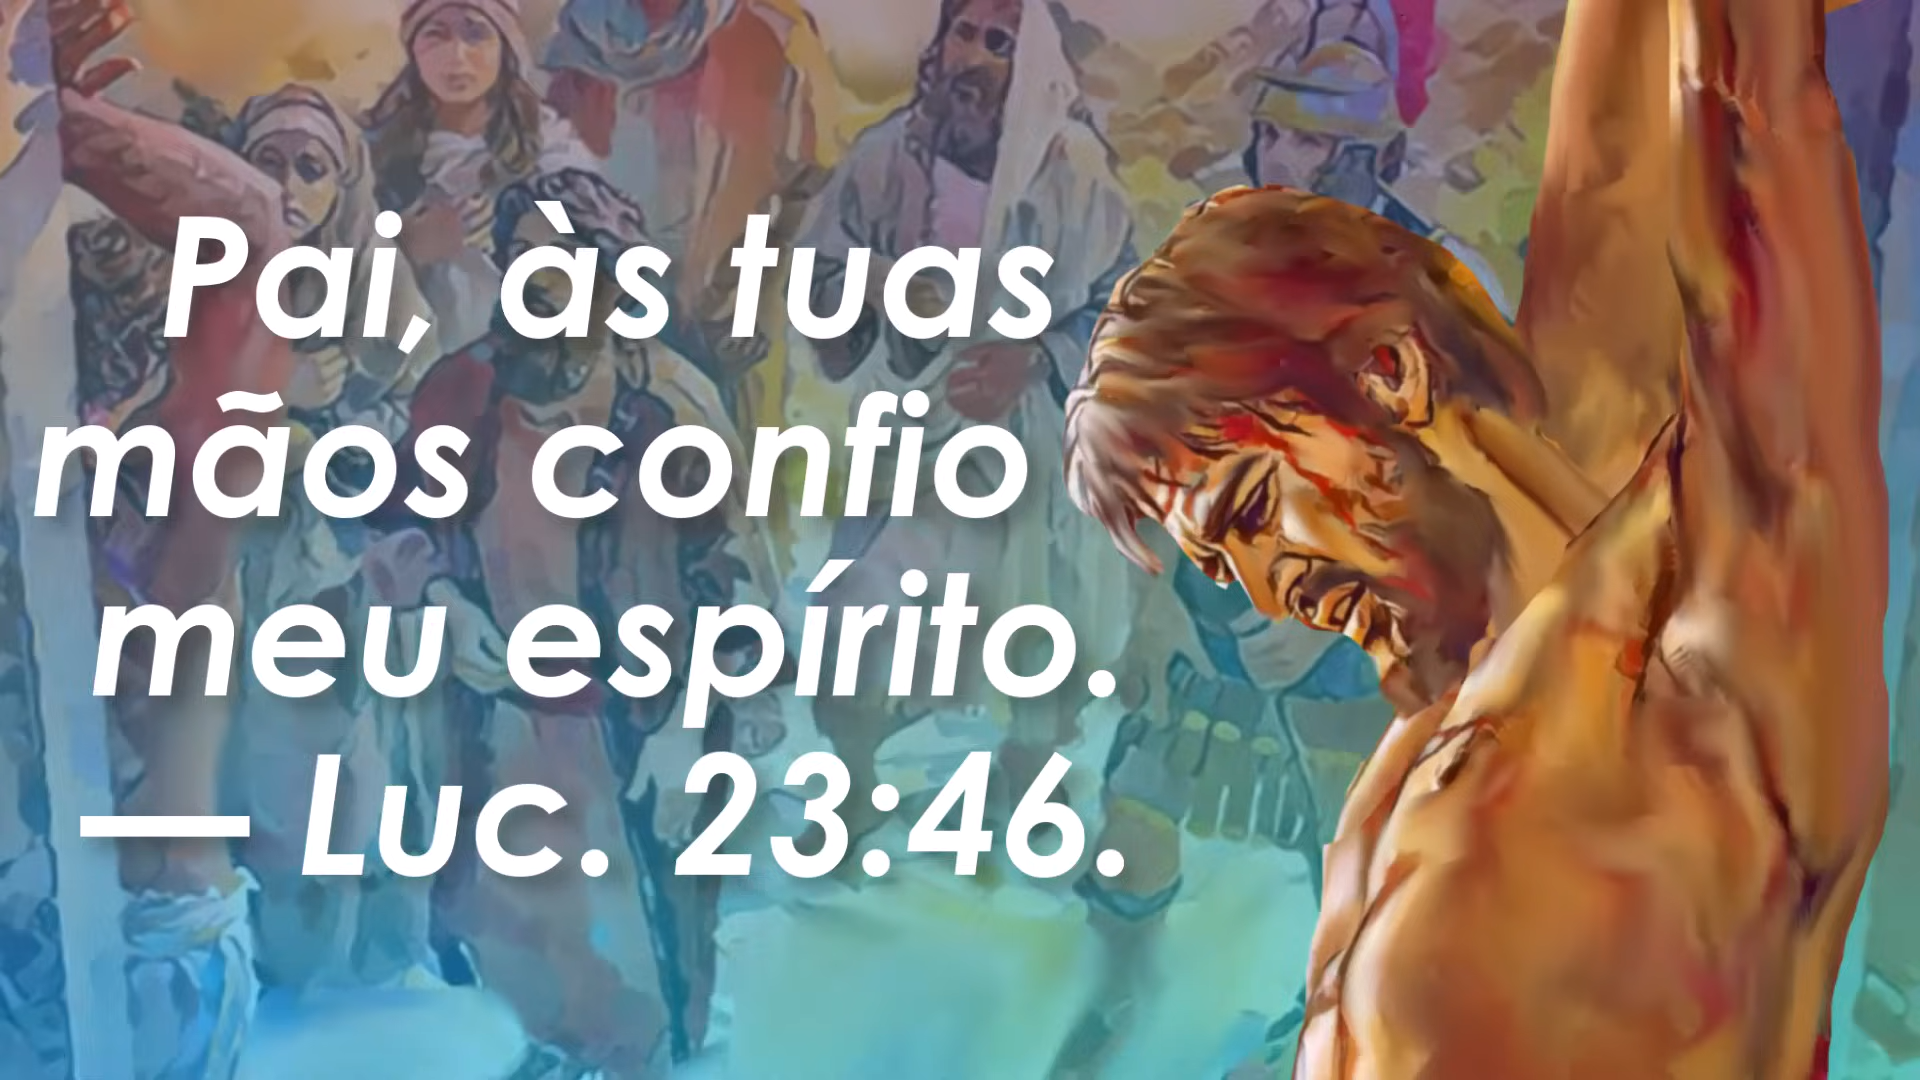 Pai, às tuas
mãos confio
meu espírito.
— Luc. 23:46.